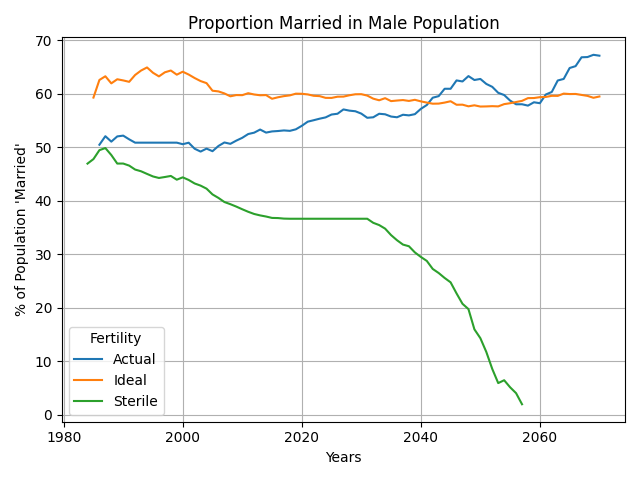 Proportion Married in Male Population
% of Population 'Married'
70
60
50
40
30
20
10
0
Fertility
Actual
Ideal
Sterile
1980 2000 2020 2040 2060
Years